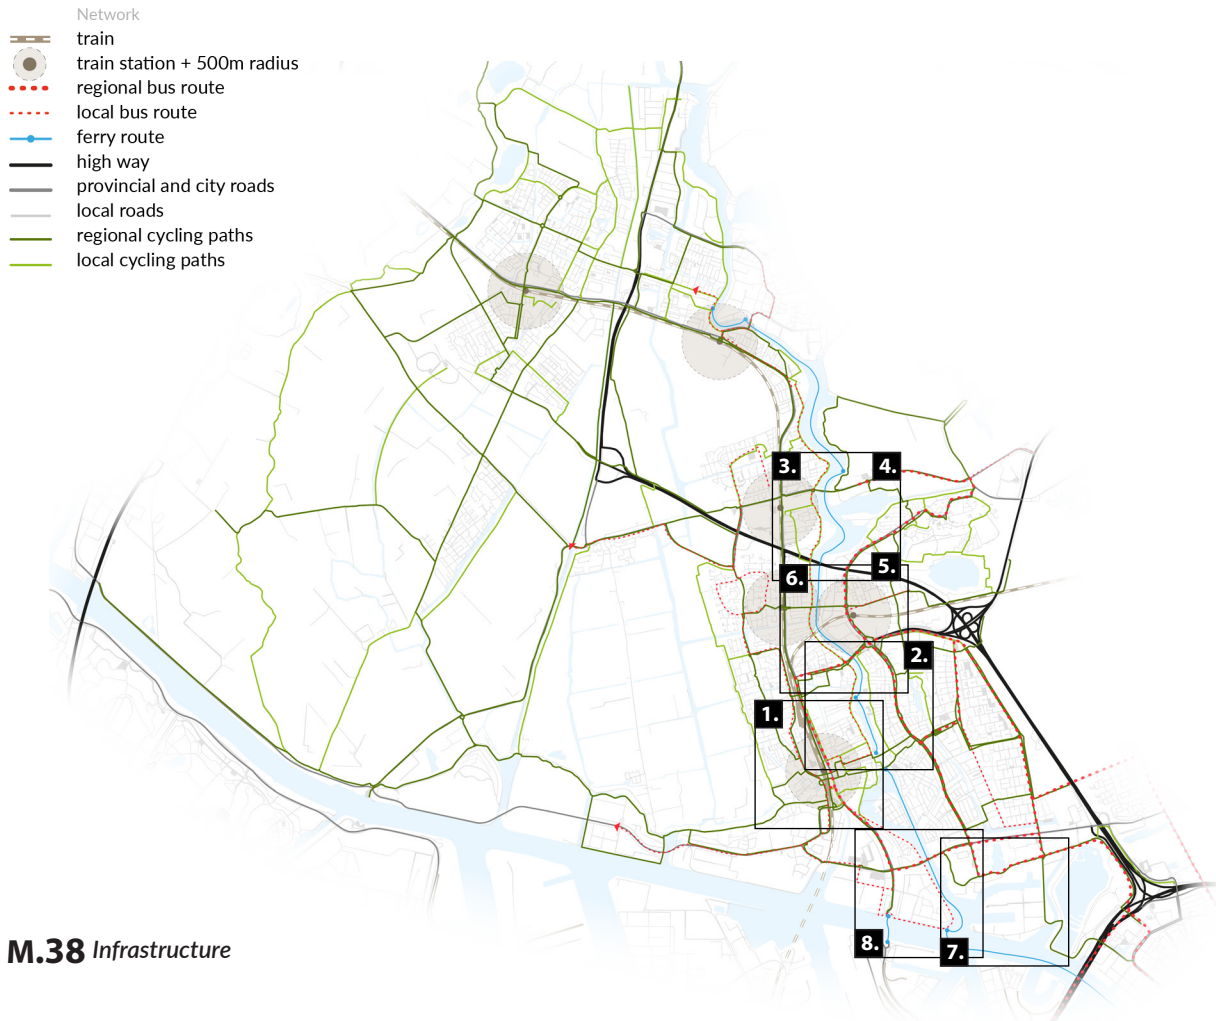 Network
train
train station + 500m radius
regional bus route
local bus route
ferry route
high way
provincial and city roads
local roads
regional cycling paths
local cycling paths
3.
4.
5.
6.
2.
1.
8.
7.
M.38 Infrastructure